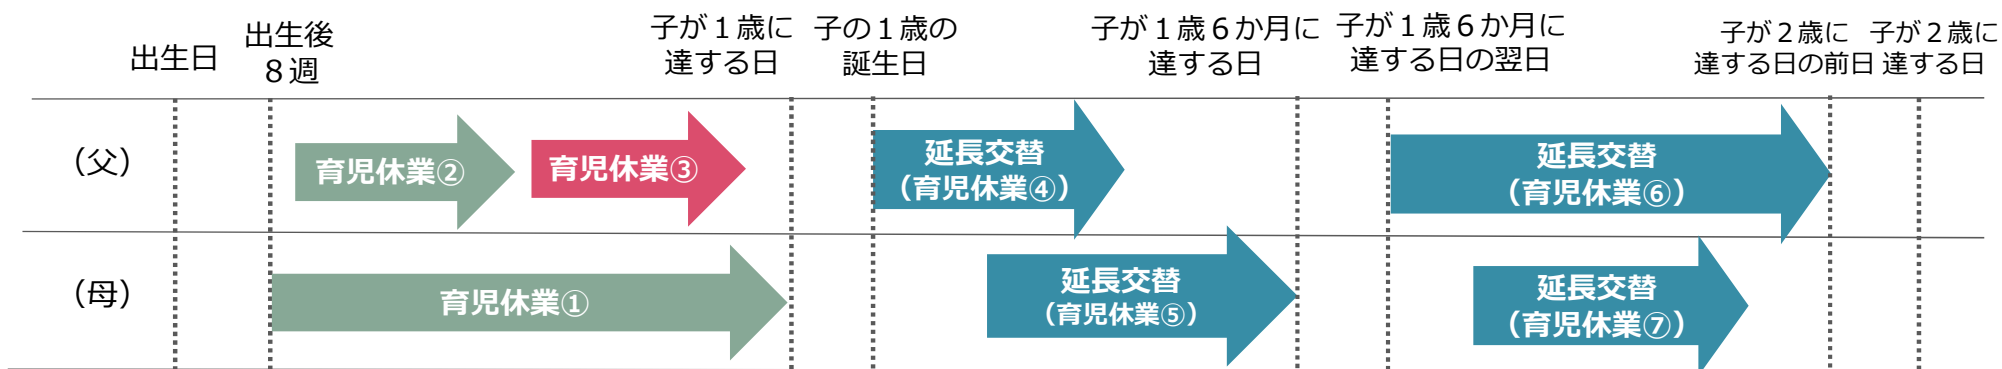 出生日
出生後
８週
子が１歳に
達する日
子の１歳の
誕生日
子が１歳６か月に
達する日
子が１歳６か月に
達する日の翌日
子が２歳に
達する日の前日
子が２歳に
達する日
（父）
育児休業②
育児休業③
延長交替
（育児休業④）
延長交替
（育児休業⑥）
（母）
育児休業①
延長交替
（育児休業⑤）
延長交替
（育児休業⑦）